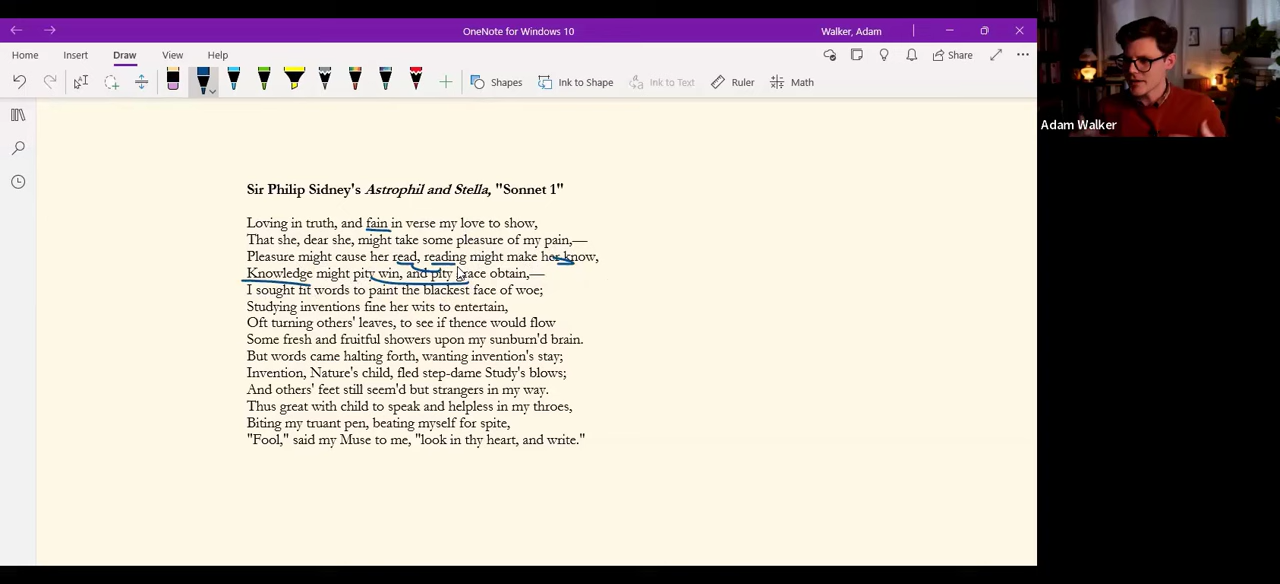 OneNote for Windows 10
Walker, Adam
Home Insert Draw View Help
Share
Shapes
Ink to Shape
Ink to Text
Ruler
Math
Adam Walker
Sir Philip Sidney's Astrophil and Stella, "Sonnet 1"
Loving in truth, and fain in verse my love to show,
That she, dear she, might take some pleasure of my pain,—
Pleasure might cause her read, reading might make her know,
Knowledge might pity win, and pity grace obtain,—
I sought fit words to paint the blackest face of woe;
Studying inventions fine her wits to entertain,
Oft turning others' leaves, to see if thence would flow
Some fresh and fruitful showers upon my sunburn'd brain.
But words came halting forth, wanting invention's stay;
Invention, Nature's child, fled step-dame Study's blows;
And others' feet still seem'd but strangers in my way.
Thus great with child to speak and helpless in my throes,
Biting my truant pen, beating myself for spite,
"Fool," said my Muse to me, "look in thy heart, and write."